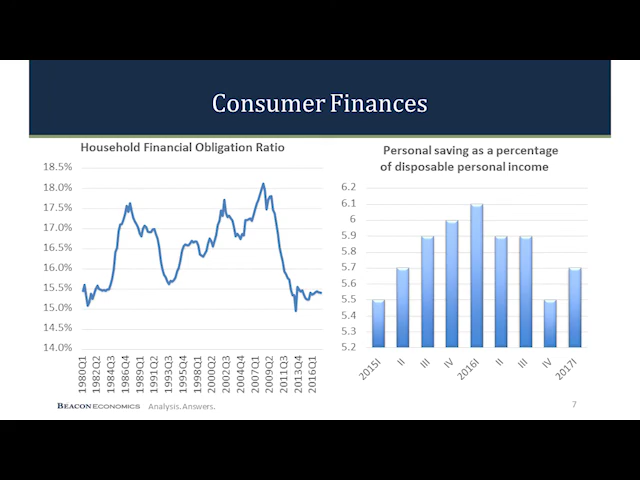 Consumer Finances
Household Financial Obligation Ratio
18.5%
18.0%
17.5%
17.0%
16.5%
16.0%
15.5%
15.0%
14.5%
14.0%
1980Q1
1982Q2
1984Q3
1986Q4
1989Q1
1991Q2
1993Q3
1995Q4
1998Q1
2000Q2
2002Q3
2004Q4
2007Q1
2009Q2
2011Q3
2013Q4
2016Q1
Personal saving as a percentage
of disposable personal income
6.2
6.1
6
5.9
5.8
5.7
5.6
5.5
5.4
5.3
5.2
2015I
II
III
IV
2016I
II
III
IV
2017I
BEACON ECONOMICS
Analysis. Answers.
7